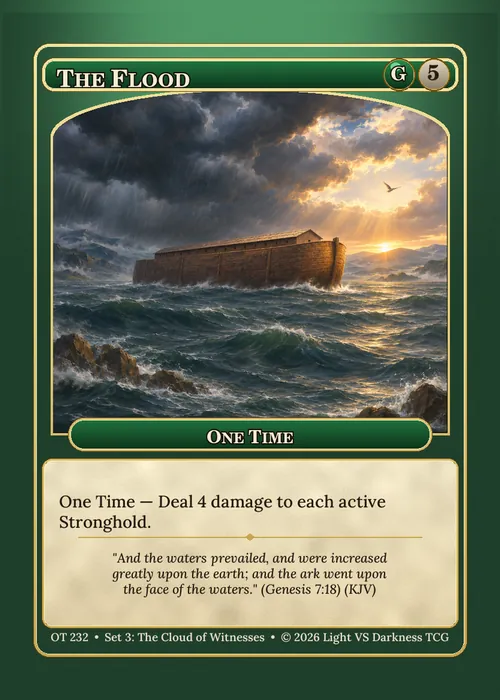 The Flood
G 5
One Time
One Time — Deal 4 damage to each active
Stronghold.
"And the waters prevailed, and were increased
greatly upon the earth; and the ark went upon
the face of the waters." (Genesis 7:18) (KJV)
OT 232 • Set 3: The Cloud of Witnesses • © 2026 Light VS Darkness TCG